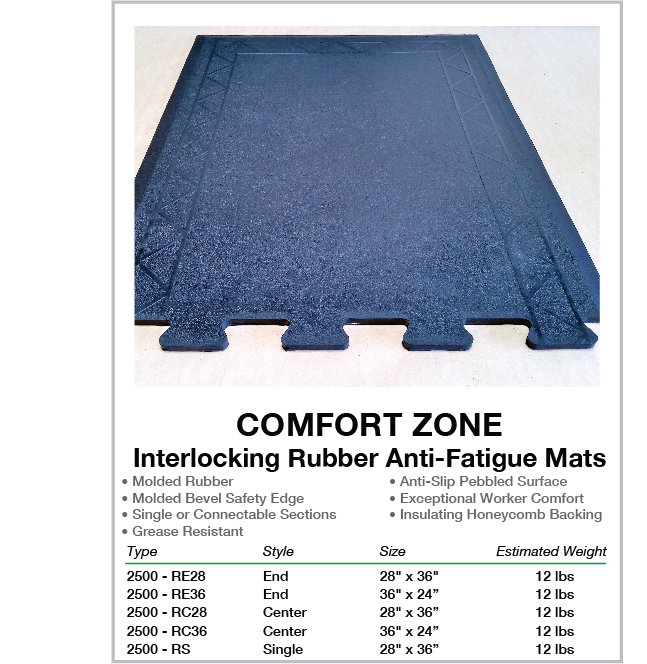 COMFORT ZONE
Interlocking Rubber Anti-Fatigue Mats
• Molded Rubber
• Molded Bevel Safety Edge
• Single or Connectable Sections
• Grease Resistant
• Anti-Slip Pebbled Surface
• Exceptional Worker Comfort
• Insulating Honeycomb Backing
Type Style Size Estimated Weight
2500 - RE28 End 28" x 36" 12 lbs
2500 - RE36 End 36" x 24” 12 lbs
2500 - RC28 Center 28" x 36” 12 lbs
2500 - RC36 Center 36" x 24” 12 lbs
2500 - RS Single 28" x 36” 12 lbs